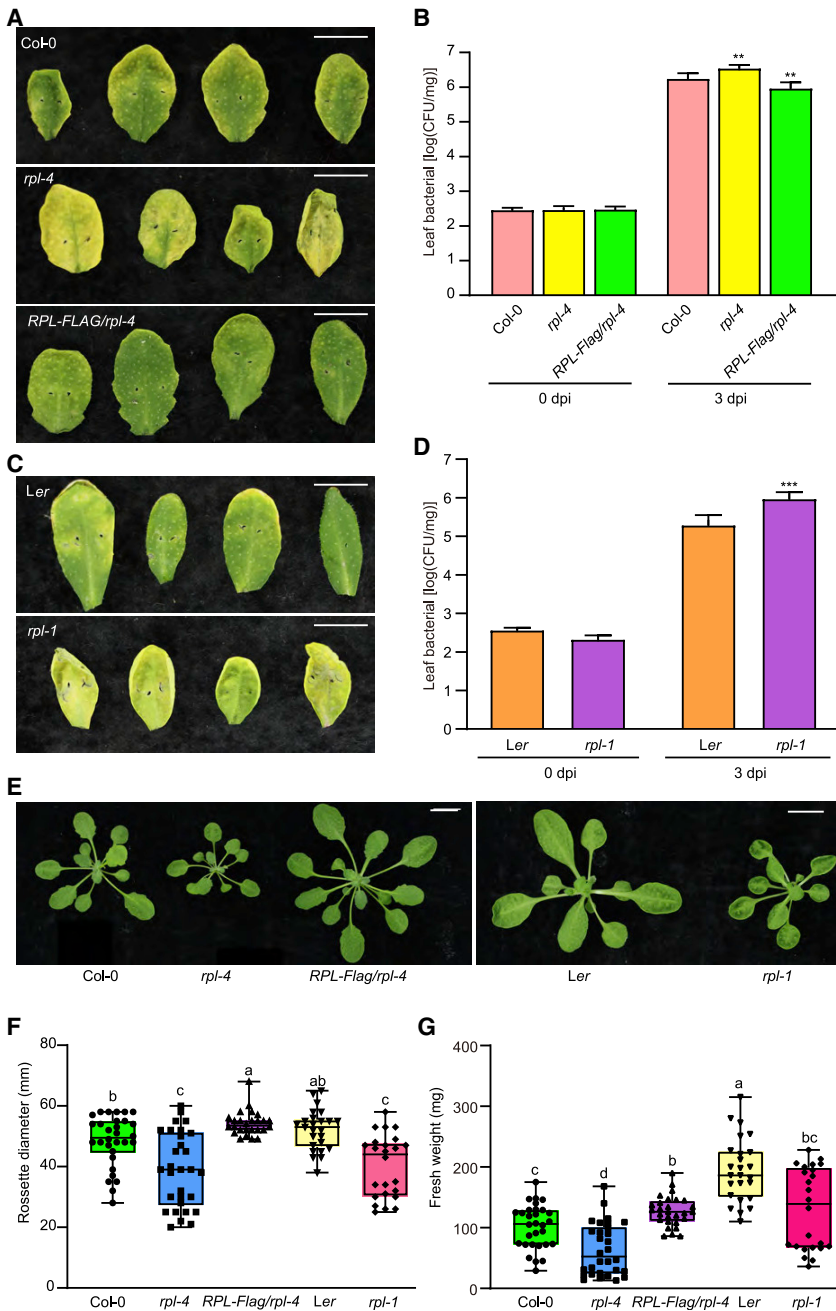 A
Col-0
rpl-4
RPL-FLAG/rpl-4
B
Leaf bacterial [log(CFU/mg)]
7
6
5
4
3
2
1
0
**
**
Col-0
rpl-4
RPL-Flag/rpl-4
Col-0
rpl-4
RPL-Flag/rpl-4
0 dpi
3 dpi
C
Ler
rpl-1
D
Leaf bacterial [log(CFU/mg)]
7
6
5
4
3
2
1
0
***
Ler
rpl-1
Ler
rpl-1
0 dpi
3 dpi
E
Col-0
rpl-4
RPL-Flag/rpl-4
Ler
rpl-1
F
Rossette diameter (mm)
80
60
40
20
0
b
c
a
ab
c
Col-0
rpl-4
RPL-Flag/rpl-4
Ler
rpl-1
G
Fresh weight (mg)
400
300
200
100
0
c
d
b
a
bc
Col-0
rpl-4
RPL-Flag/rpl-4
Ler
rpl-1